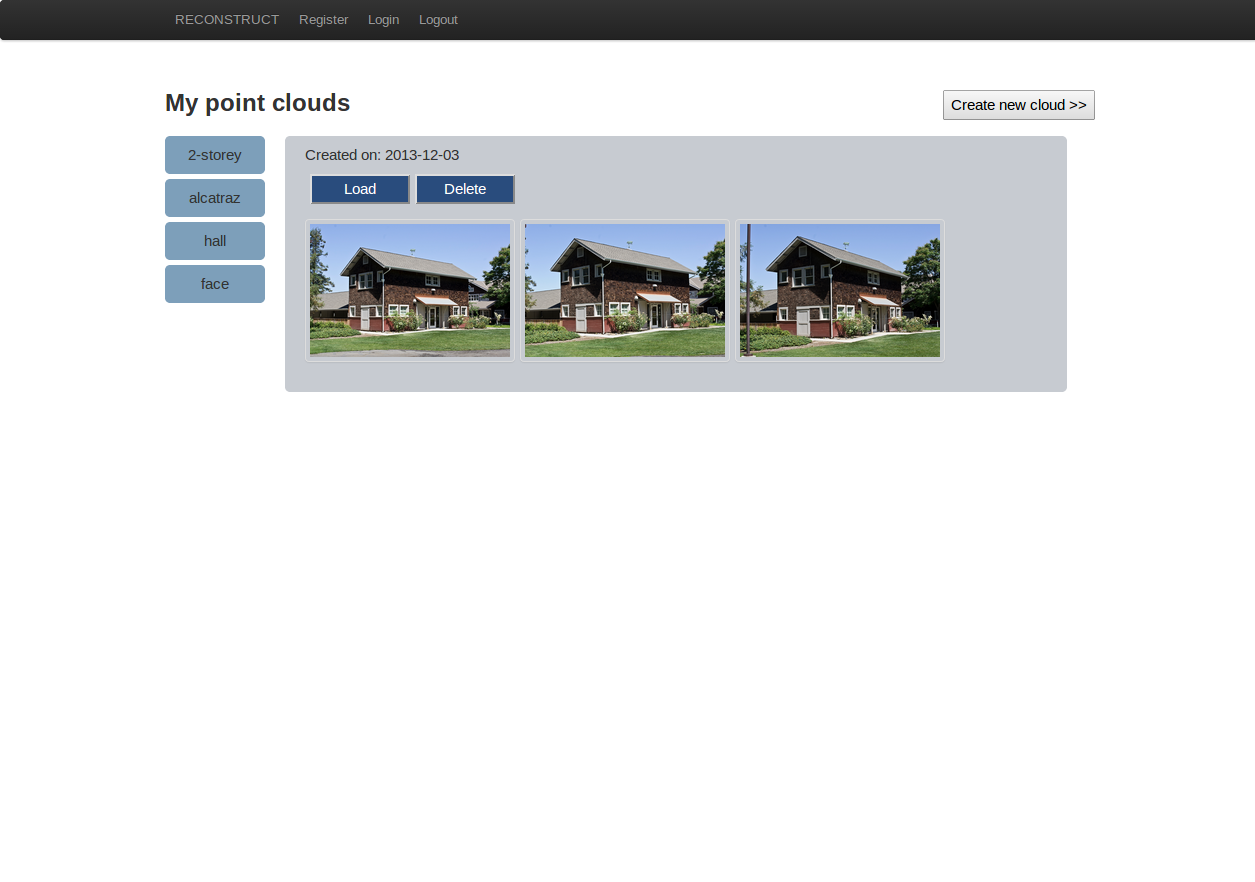 RECONSTRUCT Register Login Logout
My point clouds
Create new cloud >>
2-storey
alcatraz
hall
face
Created on: 2013-12-03
Load Delete